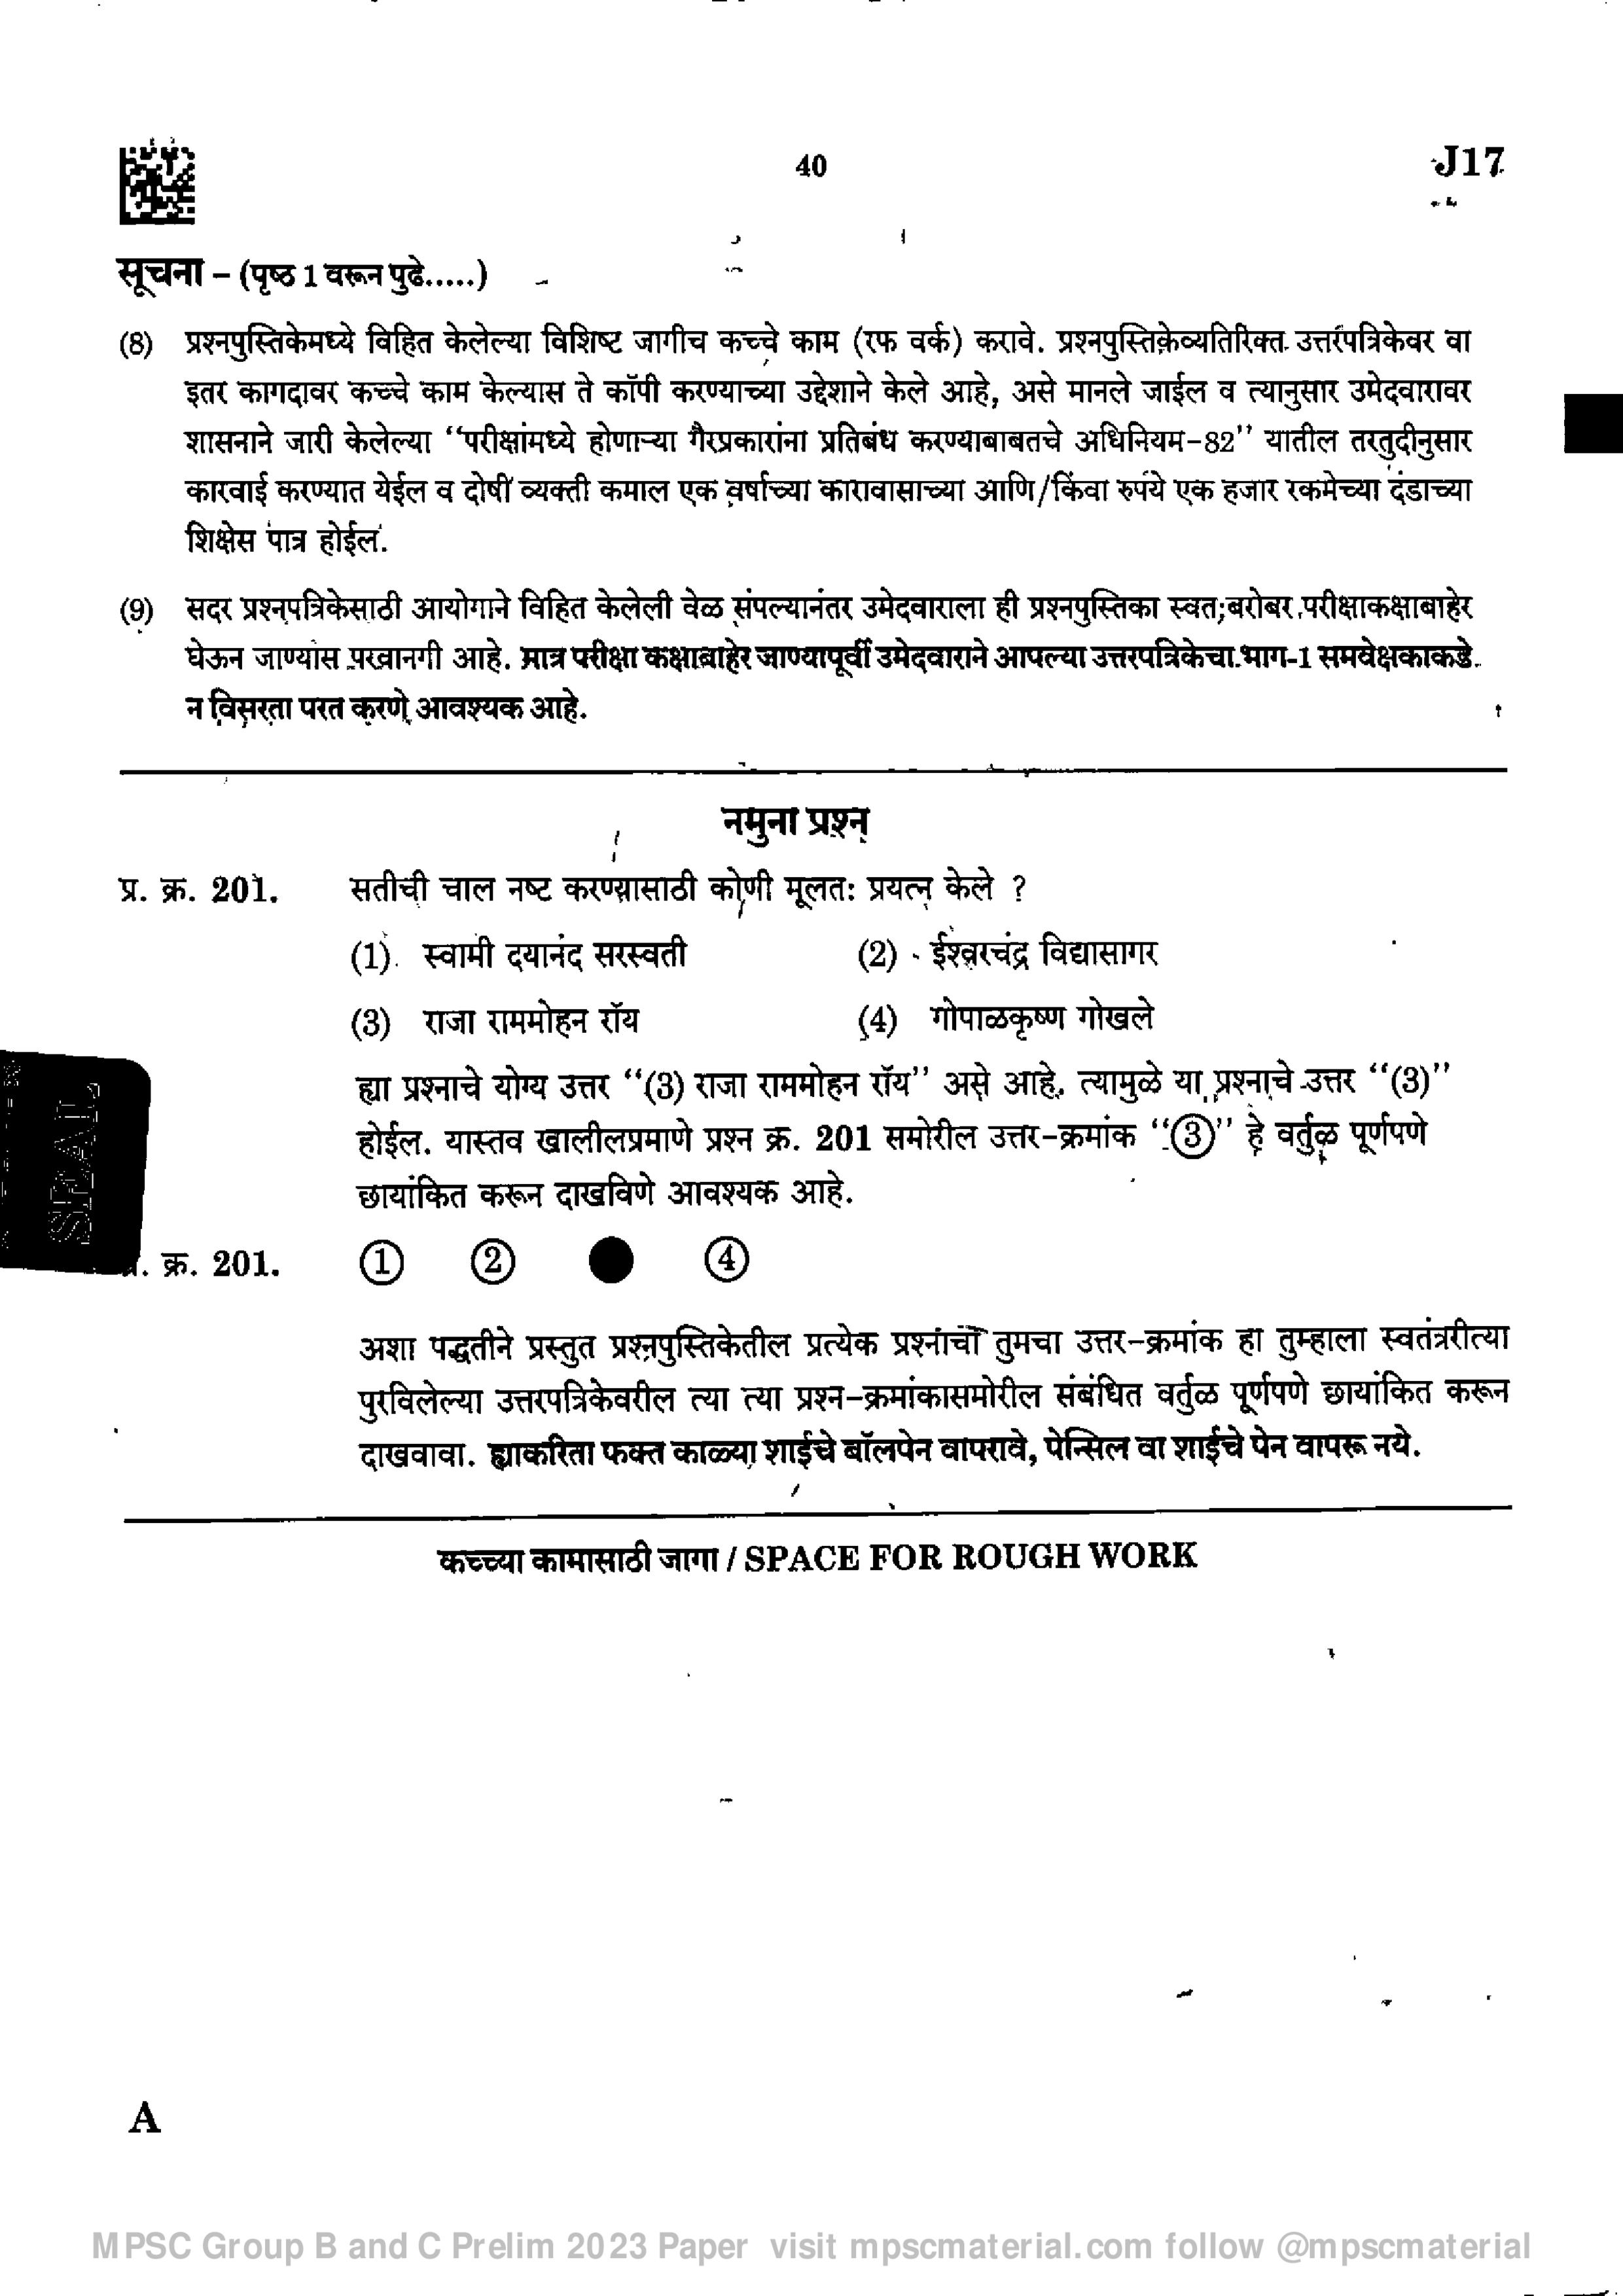 40
J17
सूचना – (पृष्ठ 1 वरून पुढे.....)
(8) प्रश्नपुस्तिकेमध्ये विहित केलेल्या विशिष्ट जागीच कच्चे काम (रफ वर्क) करावे. प्रश्नपुस्तिकेव्यतिरिक्त उत्तरपत्रिकेवर वा
इतर कागदावर कच्चे काम केल्यास ते कॉपी करण्याच्या उद्देशाने केले आहे, असे मानले जाईल व त्यानुसार उमेदवारावर
शासनाने जारी केलेल्या “परीक्षांमध्ये होणाऱ्या गैरप्रकारांना प्रतिबंध करण्याबाबतचे अधिनियम-82” यातील तरतुदीनुसार
कारवाई करण्यात येईल व दोषी व्यक्ती कमाल एक वर्षाच्या कारावासाच्या आणि/किंवा रुपये एक हजार रकमेच्या दंडाच्या
शिक्षेस पात्र होईल.
(9) सदर प्रश्नपत्रिकेसाठी आयोगाने विहित केलेली वेळ संपल्यानंतर उमेदवाराला ही प्रश्नपुस्तिका स्वत:बरोबर परीक्षाकक्षाबाहेर
घेऊन जाण्यास परवानगी आहे. मात्र परीक्षा कक्षाबाहेर जाण्यापूर्वी उमेदवाराने आपल्या उत्तरपत्रिकेचा भाग-1 समवेक्षकाकडे
न विसरता परत करणे आवश्यक आहे.
नमुना प्रश्न
प्र. क्र. 201. सतीची चाल नष्ट करण्यासाठी कोणी मूलत: प्रयत्न केले ?
(1) स्वामी दयानंद सरस्वती (2) ईश्वरचंद्र विद्यासागर
(3) राजा राममोहन रॉय (4) गोपाळकृष्ण गोखले
ह्या प्रश्नाचे योग्य उत्तर “(3) राजा राममोहन रॉय” असे आहे. त्यामुळे या प्रश्नाचे उत्तर “(3)”
होईल. यास्तव खालीलप्रमाणे प्रश्न क्र. 201 समोरील उत्तर-क्रमांक “③” हे वर्तुळ पूर्णपणे
छायांकित करून दाखविणे आवश्यक आहे.
SEAL
प्र. क्र. 201. ① ② ● ④
अशा पद्धतीने प्रस्तुत प्रश्नपुस्तिकेतील प्रत्येक प्रश्नाचा तुमचा उत्तर-क्रमांक हा तुम्हाला स्वतंत्ररीत्या
पुरविलेल्या उत्तरपत्रिकेवरील त्या त्या प्रश्न-क्रमांकासमोरील संबंधित वर्तुळ पूर्णपणे छायांकित करून
दाखवावा. ह्याकरिता फक्त काळ्या शाईचे बॉलपेन वापरावे, पेन्सिल वा शाईचे पेन वापरू नये.
कच्च्या कामासाठी जागा / SPACE FOR ROUGH WORK
A
MPSC Group B and C Prelim 2023 Paper visit mpscmaterial.com follow @mpscmaterial